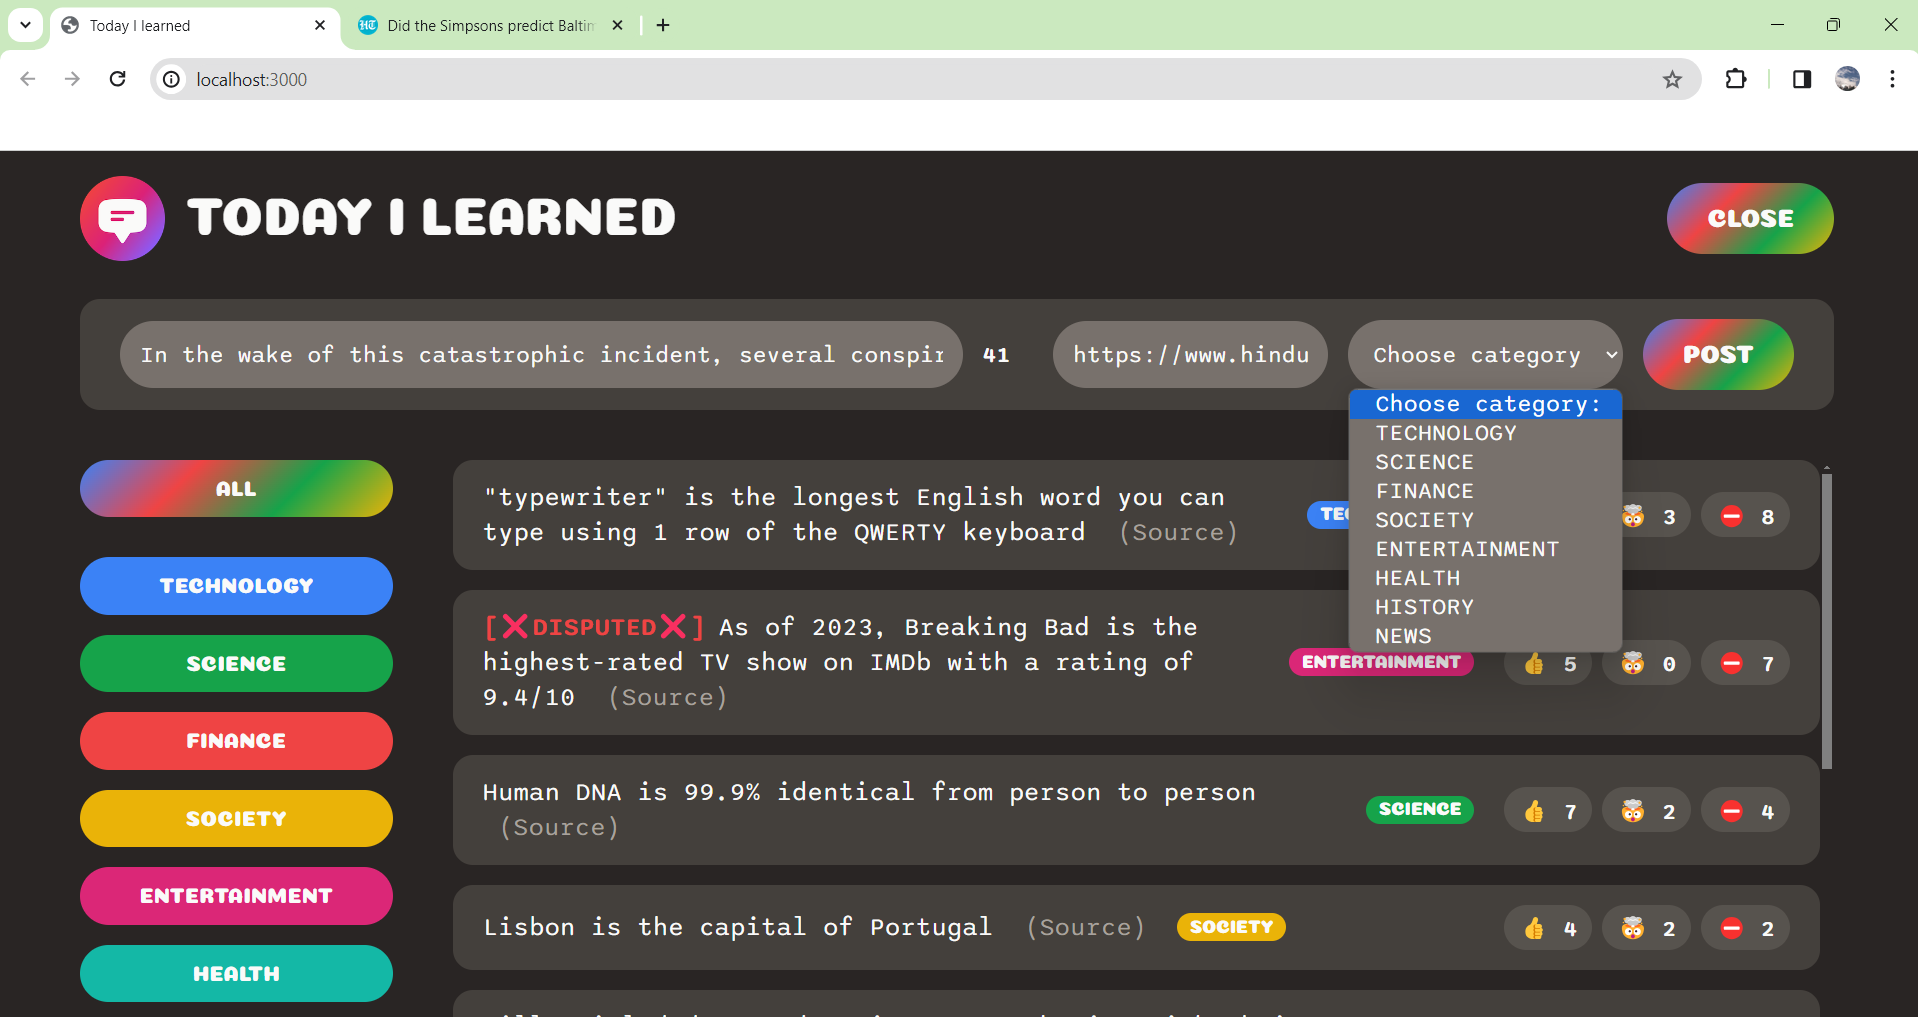 Today I learned
Did the Simpsons predict Baltim
localhost:3000
TODAY I LEARNED
CLOSE
In the wake of this catastrophic incident, several conspir
41
https://www.hindu
Choose category
POST
Choose category:
TECHNOLOGY
SCIENCE
FINANCE
SOCIETY
ENTERTAINMENT
HEALTH
HISTORY
NEWS
ALL
TECHNOLOGY
SCIENCE
FINANCE
SOCIETY
ENTERTAINMENT
HEALTH
"typewriter" is the longest English word you can
type using 1 row of the QWERTY keyboard (Source)
3
8
[❌DISPUTED❌] As of 2023, Breaking Bad is the
highest-rated TV show on IMDb with a rating of
9.4/10 (Source)
ENTERTAINMENT
👍 5
🤯 0
⛔ 7
Human DNA is 99.9% identical from person to person
(Source)
SCIENCE
👍 7
🤯 2
⛔ 4
Lisbon is the capital of Portugal (Source)
SOCIETY
👍 4
🤯 2
⛔ 2